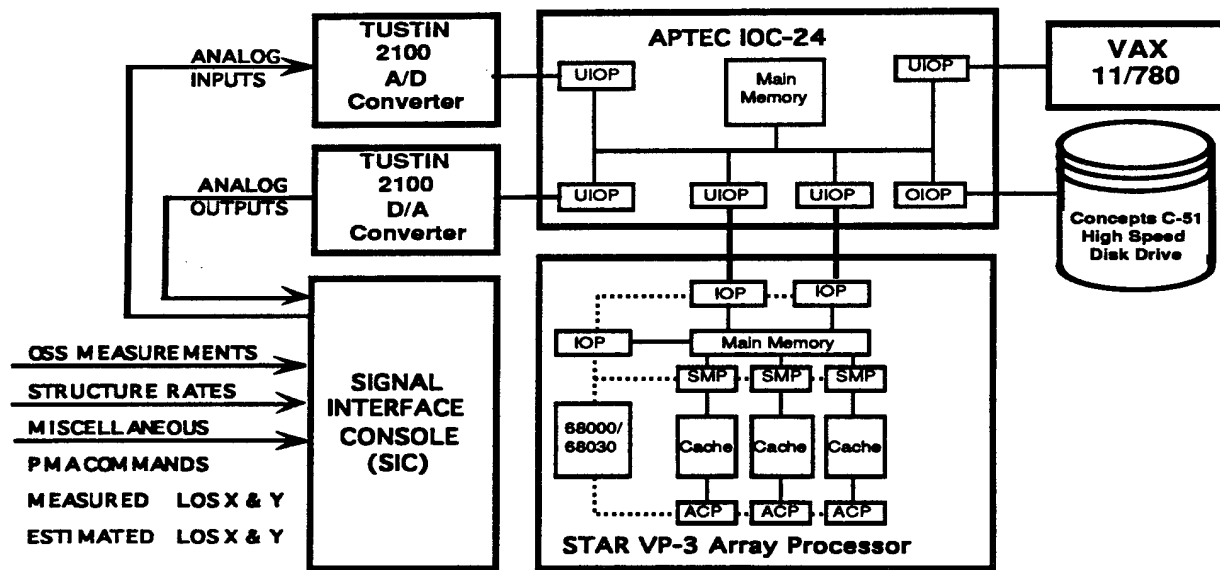 ANALOG
INPUTS
TUSTIN
2100
A/D
Converter
ANALOG
OUTPUTS
TUSTIN
2100
D/A
Converter
APTEC IOC-24
UIOP
Main
Memory
UIOP
UIOP
UIOP
UIOP
OIOP
VAX
11/780
Concepts C-51
High Speed
Disk Drive
OSS MEASUREMENTS
STRUCTURE RATES
MISCELLANEOUS
PMA COMMANDS
MEASURED LOS X & Y
ESTIMATED LOS X & Y
SIGNAL
INTERFACE
CONSOLE
(SIC)
IOP
IOP
IOP
Main Memory
SMP
SMP
SMP
68000/
68030
Cache
Cache
Cache
ACP
ACP
ACP
STAR VP-3 Array Processor